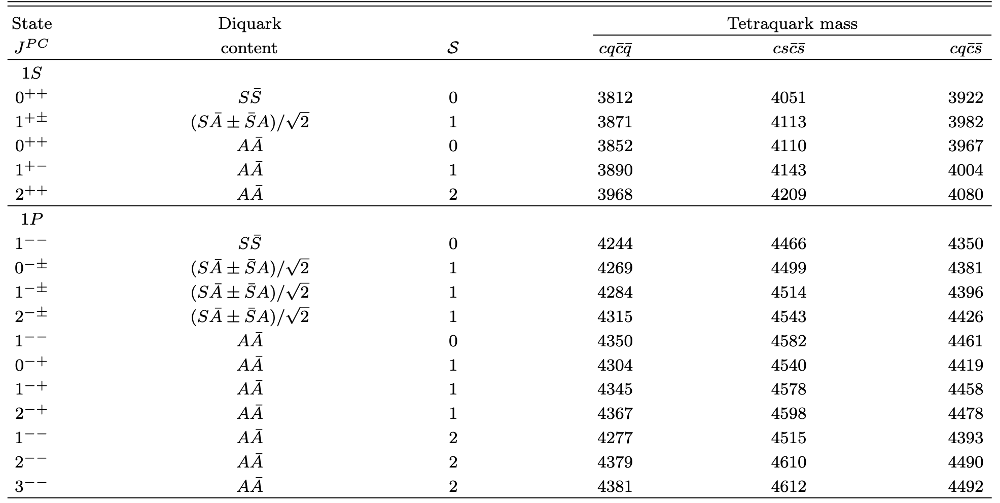 State Diquark Tetraquark mass
J^{PC} content 𝒮 cqc̄q̄ csc̄s̄ cqc̄s̄
1S
0^{++} SS̄ 0 3812 4051 3922
1^{+±} (SĀ ± S̄A)/√2 1 3871 4113 3982
0^{++} AĀ 0 3852 4110 3967
1^{+−} AĀ 1 3890 4143 4004
2^{++} AĀ 2 3968 4209 4080
1P
1^{−−} SS̄ 0 4244 4466 4350
0^{−±} (SĀ ± S̄A)/√2 1 4269 4499 4381
1^{−±} (SĀ ± S̄A)/√2 1 4284 4514 4396
2^{−±} (SĀ ± S̄A)/√2 1 4315 4543 4426
1^{−−} AĀ 0 4350 4582 4461
0^{−+} AĀ 1 4304 4540 4419
1^{−+} AĀ 1 4345 4578 4458
2^{−+} AĀ 1 4367 4598 4478
1^{−−} AĀ 2 4277 4515 4393
2^{−−} AĀ 2 4379 4610 4490
3^{−−} AĀ 2 4381 4612 4492